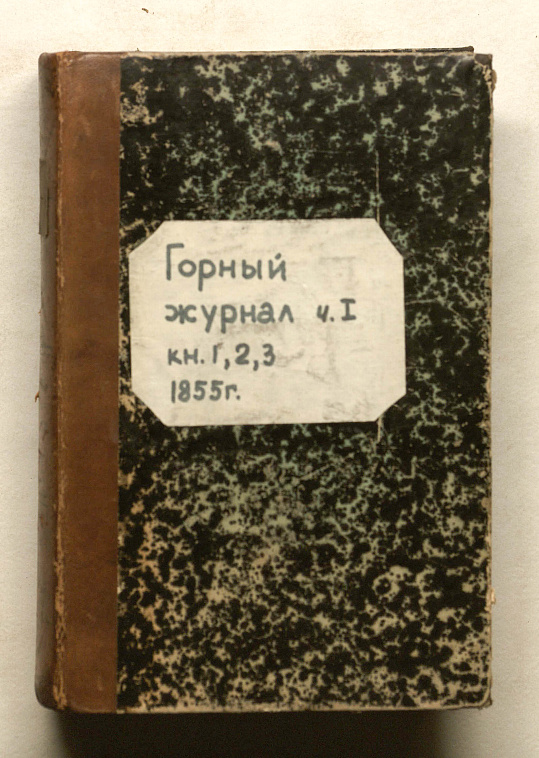 Горный
журнал ч. I
кн. 1, 2, 3
1855г.